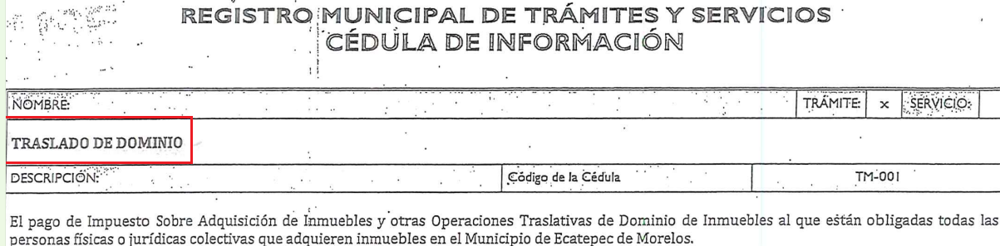 REGISTRO MUNICIPAL DE TRÁMITES Y SERVICIOS
CÉDULA DE INFORMACIÓN
NOMBRE: TRÁMITE: x SERVICIO:
TRASLADO DE DOMINIO
DESCRIPCIÓN: Código de la Cédula TM-001
El pago de Impuesto Sobre Adquisición de Inmuebles y otras Operaciones Traslativas de Dominio de Inmuebles al que están obligadas todas las
personas físicas o jurídicas colectivas que adquieren inmuebles en el Municipio de Ecatepec de Morelos.